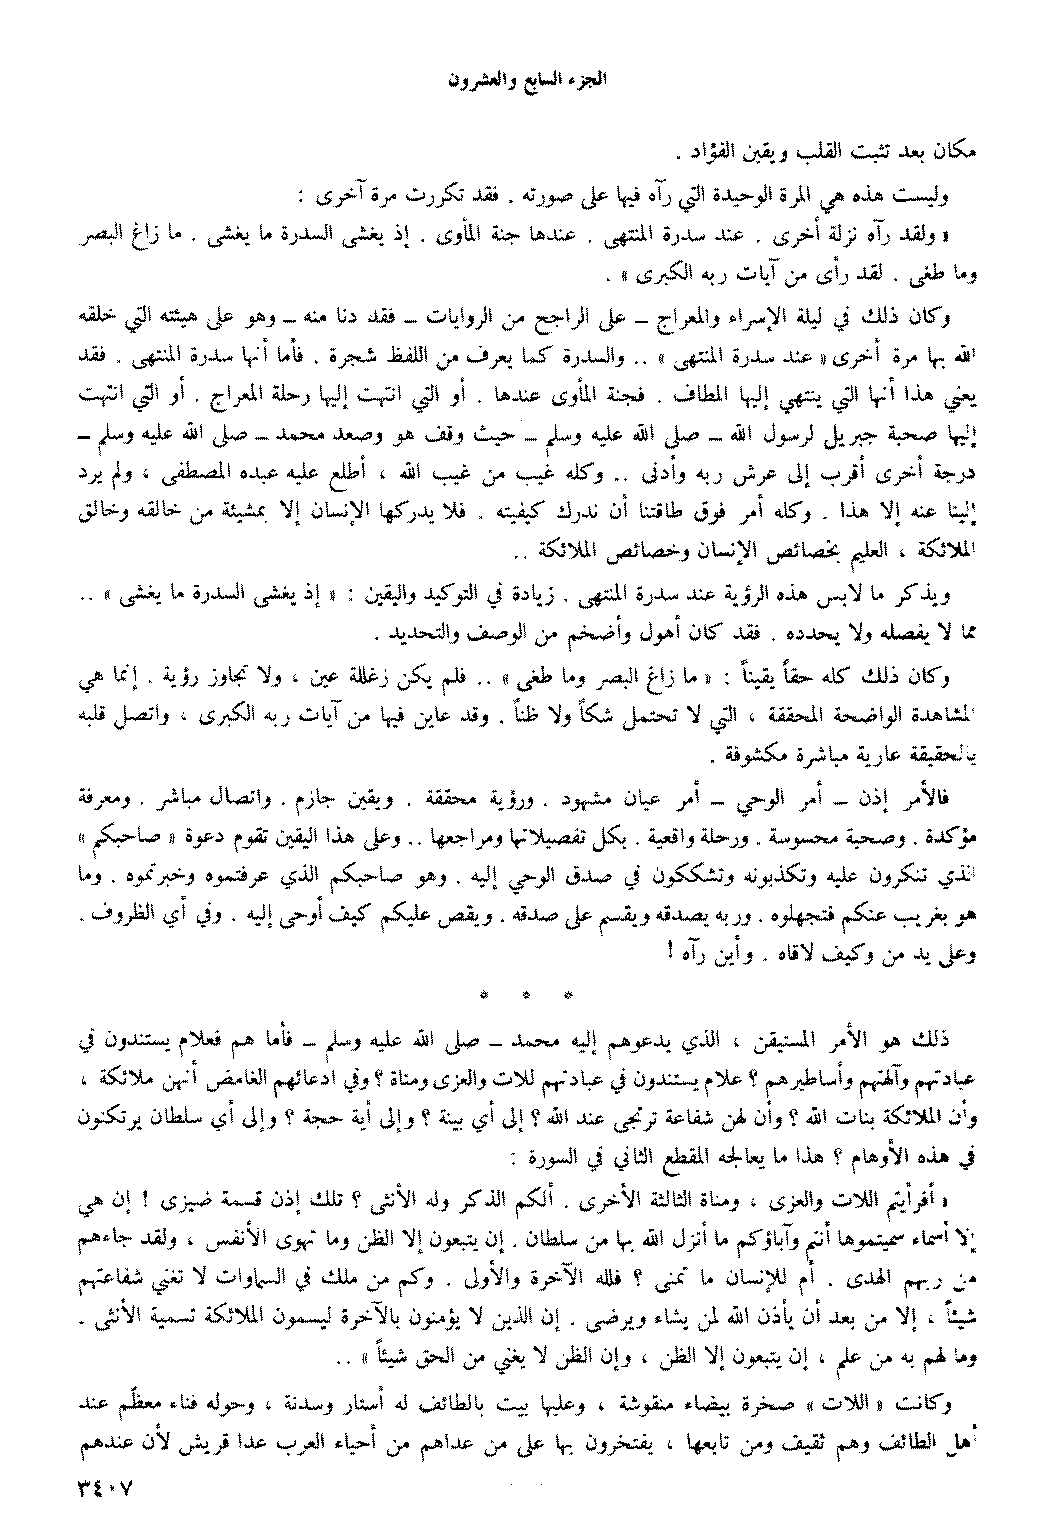 الجزء السابع والعشرون
مكان بعد تثبت القلب ويقين الفؤاد .
وليست هذه هي المرة الوحيدة التي رآه فيها على صورته . فقد تكررت مرة أخرى :
« ولقد رآه نزلة أخرى . عند سدرة المنتهى . عندها جنة المأوى . إذ يغشى السدرة ما يغشى . ما زاغ البصر
وما طغى . لقد رأى من آيات ربه الكبرى » .
وكان ذلك في ليلة الإسراء والمعراج – على الراجح من الروايات – فقد دنا منه – وهو على هيئته التي خلقه
الله بها مرة أخرى « عند سدرة المنتهى » .. والسدرة كما يعرف من اللفظ شجرة . فأما أنها سدرة المنتهى . فقد
يعني هذا أنها التي ينتهي إليها المطاف . فجنة المأوى عندها . أو التي انتهت إليها رحلة المعراج . أو التي انتهت
إليها صحبة جبريل لرسول الله – صلى الله عليه وسلم – حيث وقف هو وصعد محمد – صلى الله عليه وسلم –
درجة أخرى أقرب إلى عرش ربه وأدنى .. وكله غيب من غيب الله ، أطلع عليه عبده المصطفى ، ولم يرد
إلينا عنه إلا هذا . وكله أمر فوق طاقتنا أن ندرك كيفيته . فلا يدركها الإنسان إلا بمشيئة من خالقه وخالق
الملائكة ، العليم بخصائص الإنسان وخصائص الملائكة ..
ويذكر ما لابس هذه الرؤية عند سدرة المنتهى . زيادة في التوكيد واليقين : « إذ يغشى السدرة ما يغشى » ..
مما لا يفصله ولا يحدده . فقد كان أهول وأضخم من الوصف والتحديد .
وكان ذلك كله حقاً يقيناً : « ما زاغ البصر وما طغى » .. فلم يكن زغللة عين ، ولا تجاوز رؤية . إنما هي
المشاهدة الواضحة المحققة ، التي لا تحتمل شكاً ولا ظناً . وقد عاين فيها من آيات ربه الكبرى ، واتصل قلبه
بالحقيقة عارية مباشرة مكشوفة .
فالأمر إذن – أمر الوحي – أمر عيان مشهود . ورؤية محققة . ويقين جازم . واتصال مباشر . ومعرفة
مؤكدة . وصحبة محسوسة . ورحلة واقعية . بكل تفصيلاتها ومراجعها .. وعلى هذا اليقين تقوم دعوة « صاحبكم »
الذي تنكرون عليه وتكذبونه وتشككون في صدق الوحي إليه . وهو صاحبكم الذي عرفتموه وخبرتموه . وما
هو بغريب عنكم فتجهلوه . وربه يصدقه ويقسم على صدقه . ويقص عليكم كيف أوحى إليه . وفي أي الظروف .
وعلى يد من وكيف لاقاه . وأين رآه !
* * *
ذلك هو الأمر المستيقن ، الذي يدعوهم إليه محمد – صلى الله عليه وسلم – فأما هم فعلام يستندون في
عبادتهم وآلهتهم وأساطيرهم ؟ علام يستندون في عبادتهم للات والعزى ومناة ؟ وفي ادعائهم الغامض أنهن ملائكة ،
وأن الملائكة بنات الله ؟ وأن لهن شفاعة ترتجى عند الله ؟ إلى أي بينة ؟ وإلى أية حجة ؟ وإلى أي سلطان يرتكنون
في هذه الأوهام ؟ هذا ما يعالجه المقطع الثاني في السورة :
« أفرأيتم اللات والعزى ، ومناة الثالثة الأخرى . ألكم الذكر وله الأنثى ؟ تلك إذن قسمة ضيزى ! إن هي
إلا أسماء سميتموها أنتم وآباؤكم ما أنزل الله بها من سلطان . إن يتبعون إلا الظن وما تهوى الأنفس ، ولقد جاءهم
من ربهم الهدى . أم للإنسان ما تمنى ؟ فلله الآخرة والأولى . وكم من ملك في السماوات لا تغني شفاعتهم
شيئاً ، إلا من بعد أن يأذن الله لمن يشاء ويرضى . إن الذين لا يؤمنون بالآخرة ليسمون الملائكة تسمية الأنثى .
وما لهم به من علم ، إن يتبعون إلا الظن ، وإن الظن لا يغني من الحق شيئاً » ..
وكانت « اللات » صخرة بيضاء منقوشة ، وعليها بيت بالطائف له أستار وسدنة ، وحوله فناء معظّم عند
أهل الطائف وهم ثقيف ومن تابعها ، يفتخرون بها على من عداهم من أحياء العرب عدا قريش لأن عندهم
٣٤٠٧